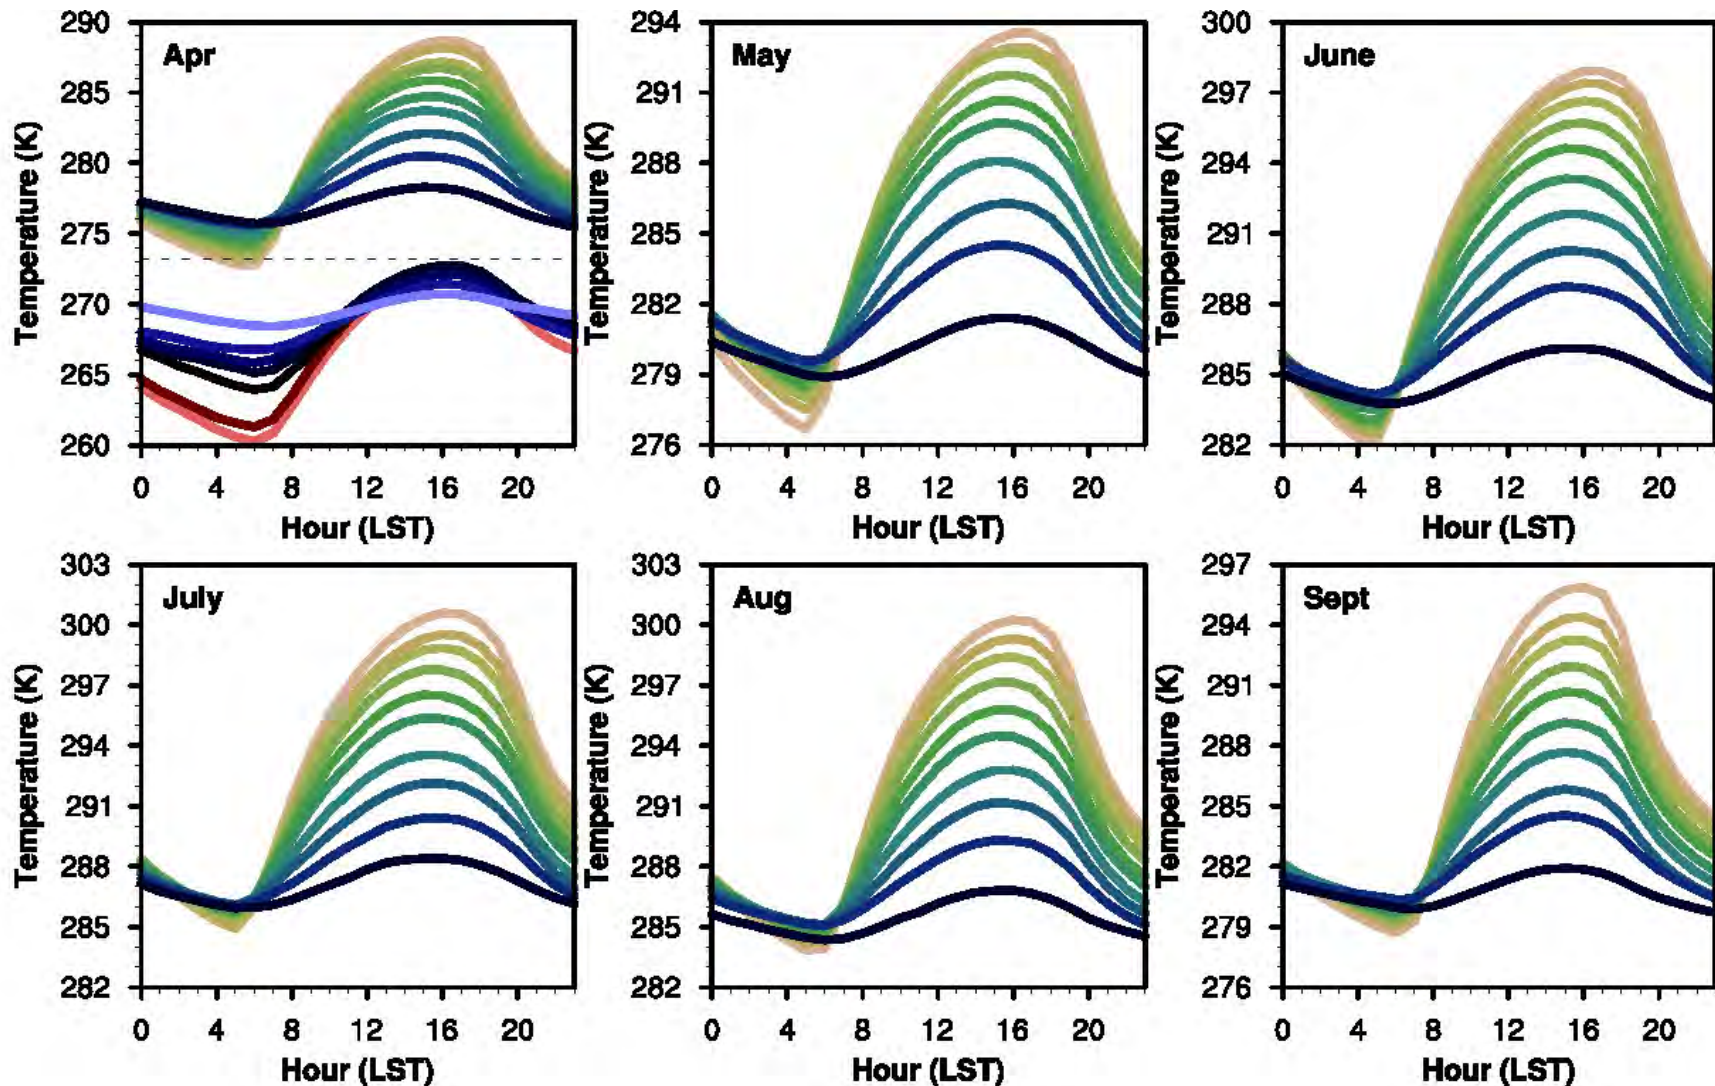 Apr
Temperature (K)
290
285
280
275
270
265
260
0 4 8 12 16 20
Hour (LST)
May
Temperature (K)
294
291
288
285
282
279
276
0 4 8 12 16 20
Hour (LST)
June
Temperature (K)
300
297
294
291
288
285
282
0 4 8 12 16 20
Hour (LST)
July
Temperature (K)
303
300
297
294
291
288
285
282
0 4 8 12 16 20
Hour (LST)
Aug
Temperature (K)
303
300
297
294
291
288
285
282
0 4 8 12 16 20
Hour (LST)
Sept
Temperature (K)
297
294
291
288
285
282
279
276
0 4 8 12 16 20
Hour (LST)